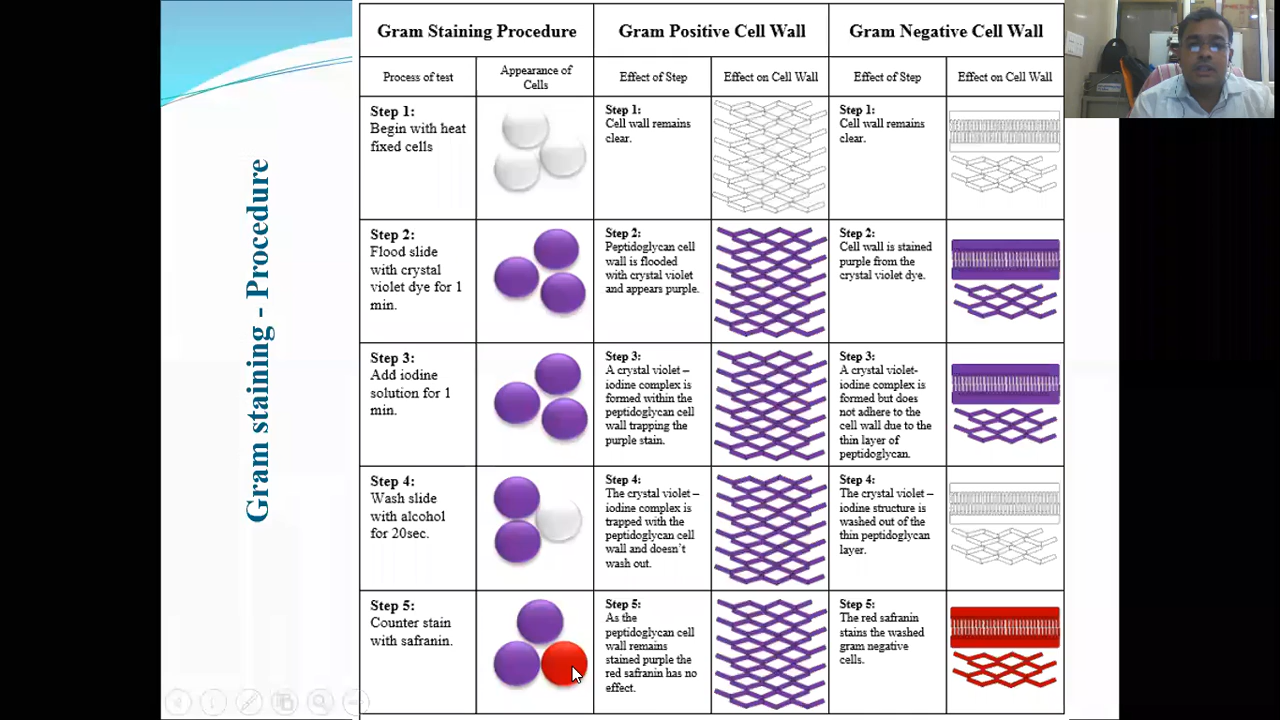 Gram staining - Procedure
Gram Staining Procedure
Gram Positive Cell Wall
Gram Negative Cell Wall
Process of test
Appearance of
Cells
Effect of Step
Effect on Cell Wall
Effect of Step
Effect on Cell Wall
Step 1:
Begin with heat
fixed cells
Step 1:
Cell wall remains
clear.
Step 1:
Cell wall remains
clear.
Step 2:
Flood slide
with crystal
violet dye for 1
min.
Step 2:
Peptidoglycan cell
wall is flooded
with crystal violet
and appears purple.
Step 2:
Cell wall is stained
purple from the
crystal violet dye.
Step 3:
Add iodine
solution for 1
min.
Step 3:
A crystal violet –
iodine complex is
formed within the
peptidoglycan cell
wall trapping the
purple stain.
Step 3:
A crystal violet-
iodine complex is
formed but does
not adhere to the
cell wall due to the
thin layer of
peptidoglycan.
Step 4:
Wash slide
with alcohol
for 20sec.
Step 4:
The crystal violet –
iodine complex is
trapped with the
peptidoglycan cell
wall and doesn't
wash out.
Step 4:
The crystal violet –
iodine structure is
washed out of the
thin peptidoglycan
layer.
Step 5:
Counter stain
with safranin.
Step 5:
As the
peptidoglycan cell
wall remains
stained purple the
red safranin has no
effect.
Step 5:
The red safranin
stains the washed
gram negative
cells.